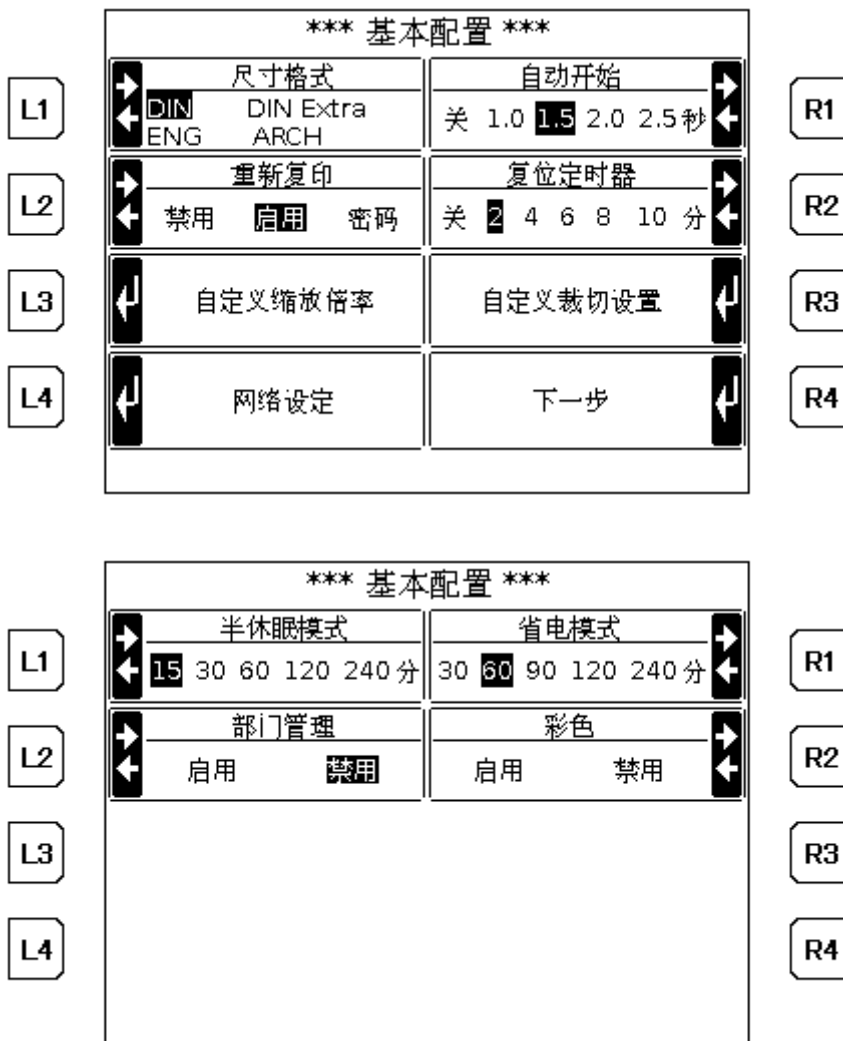 *** 基本配置 ***
L1
尺寸格式
DIN DIN Extra
ENG ARCH
自动开始
关 1.0 1.5 2.0 2.5秒
R1
L2
重新复印
禁用 启用 密码
复位定时器
关 2 4 6 8 10 分
R2
L3
自定义缩放倍率
自定义裁切设置
R3
L4
网络设定
下一步
R4
*** 基本配置 ***
L1
半休眠模式
15 30 60 120 240分
省电模式
30 60 90 120 240分
R1
L2
部门管理
启用 禁用
彩色
启用 禁用
R2
L3
R3
L4
R4